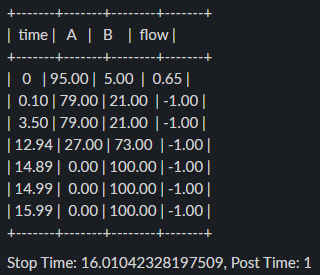 +-------+-------+--------+-------+
| time | A | B | flow |
+-------+-------+--------+-------+
| 0 | 95.00 | 5.00 | 0.65 |
| 0.10 | 79.00 | 21.00 | -1.00 |
| 3.50 | 79.00 | 21.00 | -1.00 |
| 12.94 | 27.00 | 73.00 | -1.00 |
| 14.89 | 0.00 | 100.00 | -1.00 |
| 14.99 | 0.00 | 100.00 | -1.00 |
| 15.99 | 0.00 | 100.00 | -1.00 |
+-------+-------+--------+-------+
Stop Time: 16.01042328197509, Post Time: 1